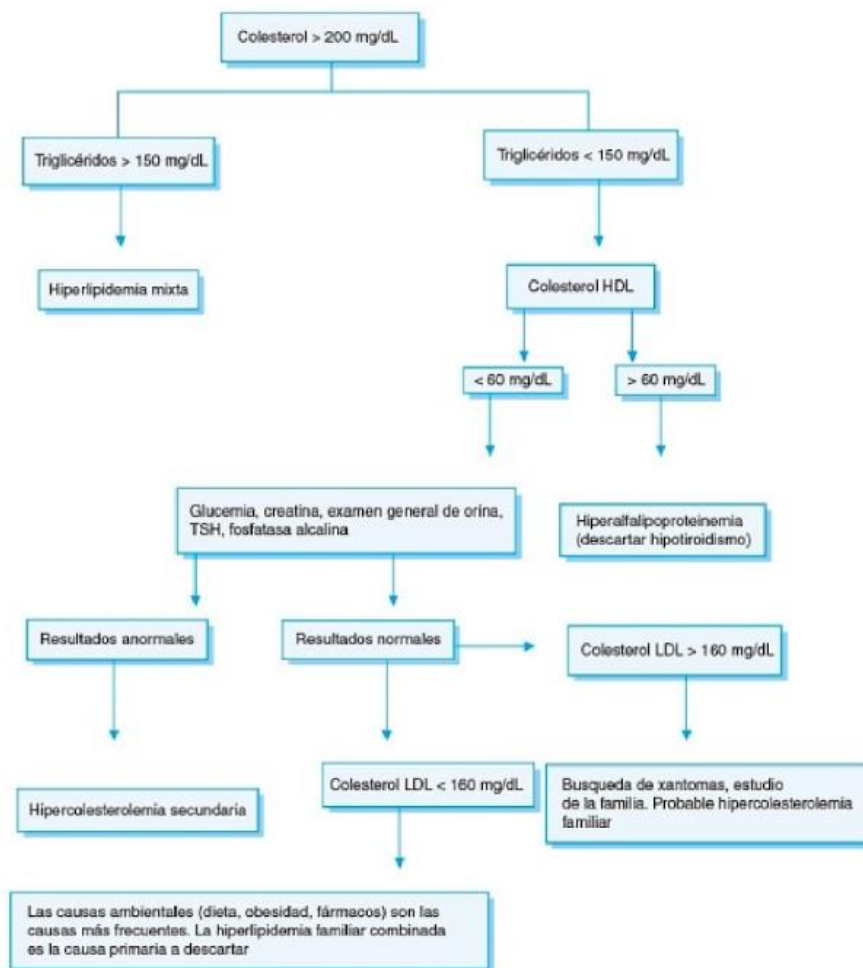 Colesterol > 200 mg/dL
Triglicéridos > 150 mg/dL
Triglicéridos < 150 mg/dL
Hiperlipidemia mixta
Colesterol HDL
< 60 mg/dL
> 60 mg/dL
Glucemia, creatina, examen general de orina,
TSH, fosfatasa alcalina
Hiperalfalipoproteinemia
(descartar hipotiroidismo)
Resultados anormales
Resultados normales
Colesterol LDL > 160 mg/dL
Hipercolesterolemia secundaria
Colesterol LDL < 160 mg/dL
Busqueda de xantomas, estudio
de la familia. Probable hipercolesterolemia
familiar
Las causas ambientales (dieta, obesidad, fármacos) son las
causas más frecuentes. La hiperlipidemia familiar combinada
es la causa primaria a descartar